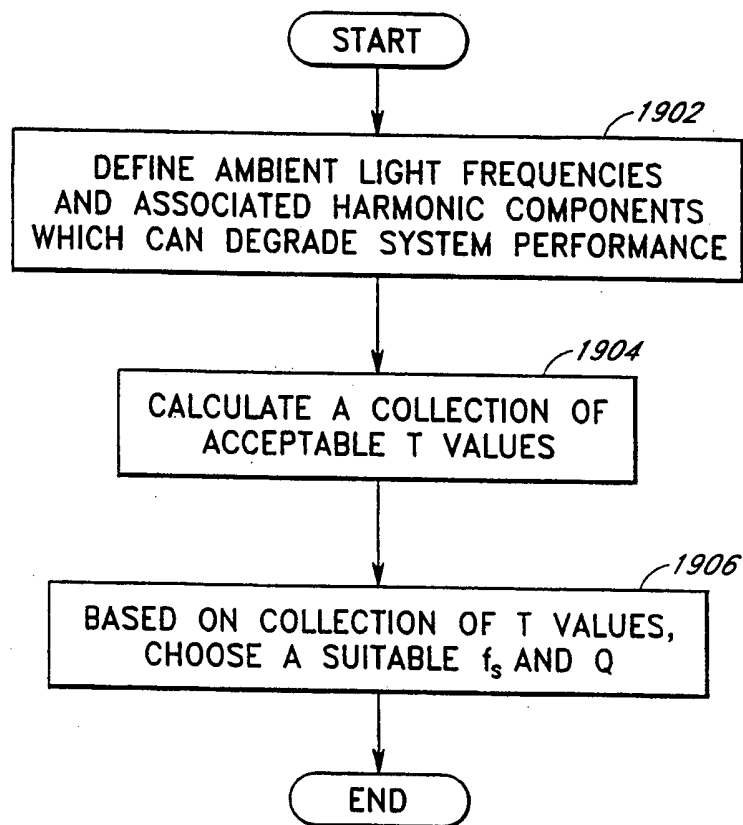 START
1902
DEFINE AMBIENT LIGHT FREQUENCIES
AND ASSOCIATED HARMONIC COMPONENTS
WHICH CAN DEGRADE SYSTEM PERFORMANCE
1904
CALCULATE A COLLECTION OF
ACCEPTABLE T VALUES
1906
BASED ON COLLECTION OF T VALUES,
CHOOSE A SUITABLE fs AND Q
END